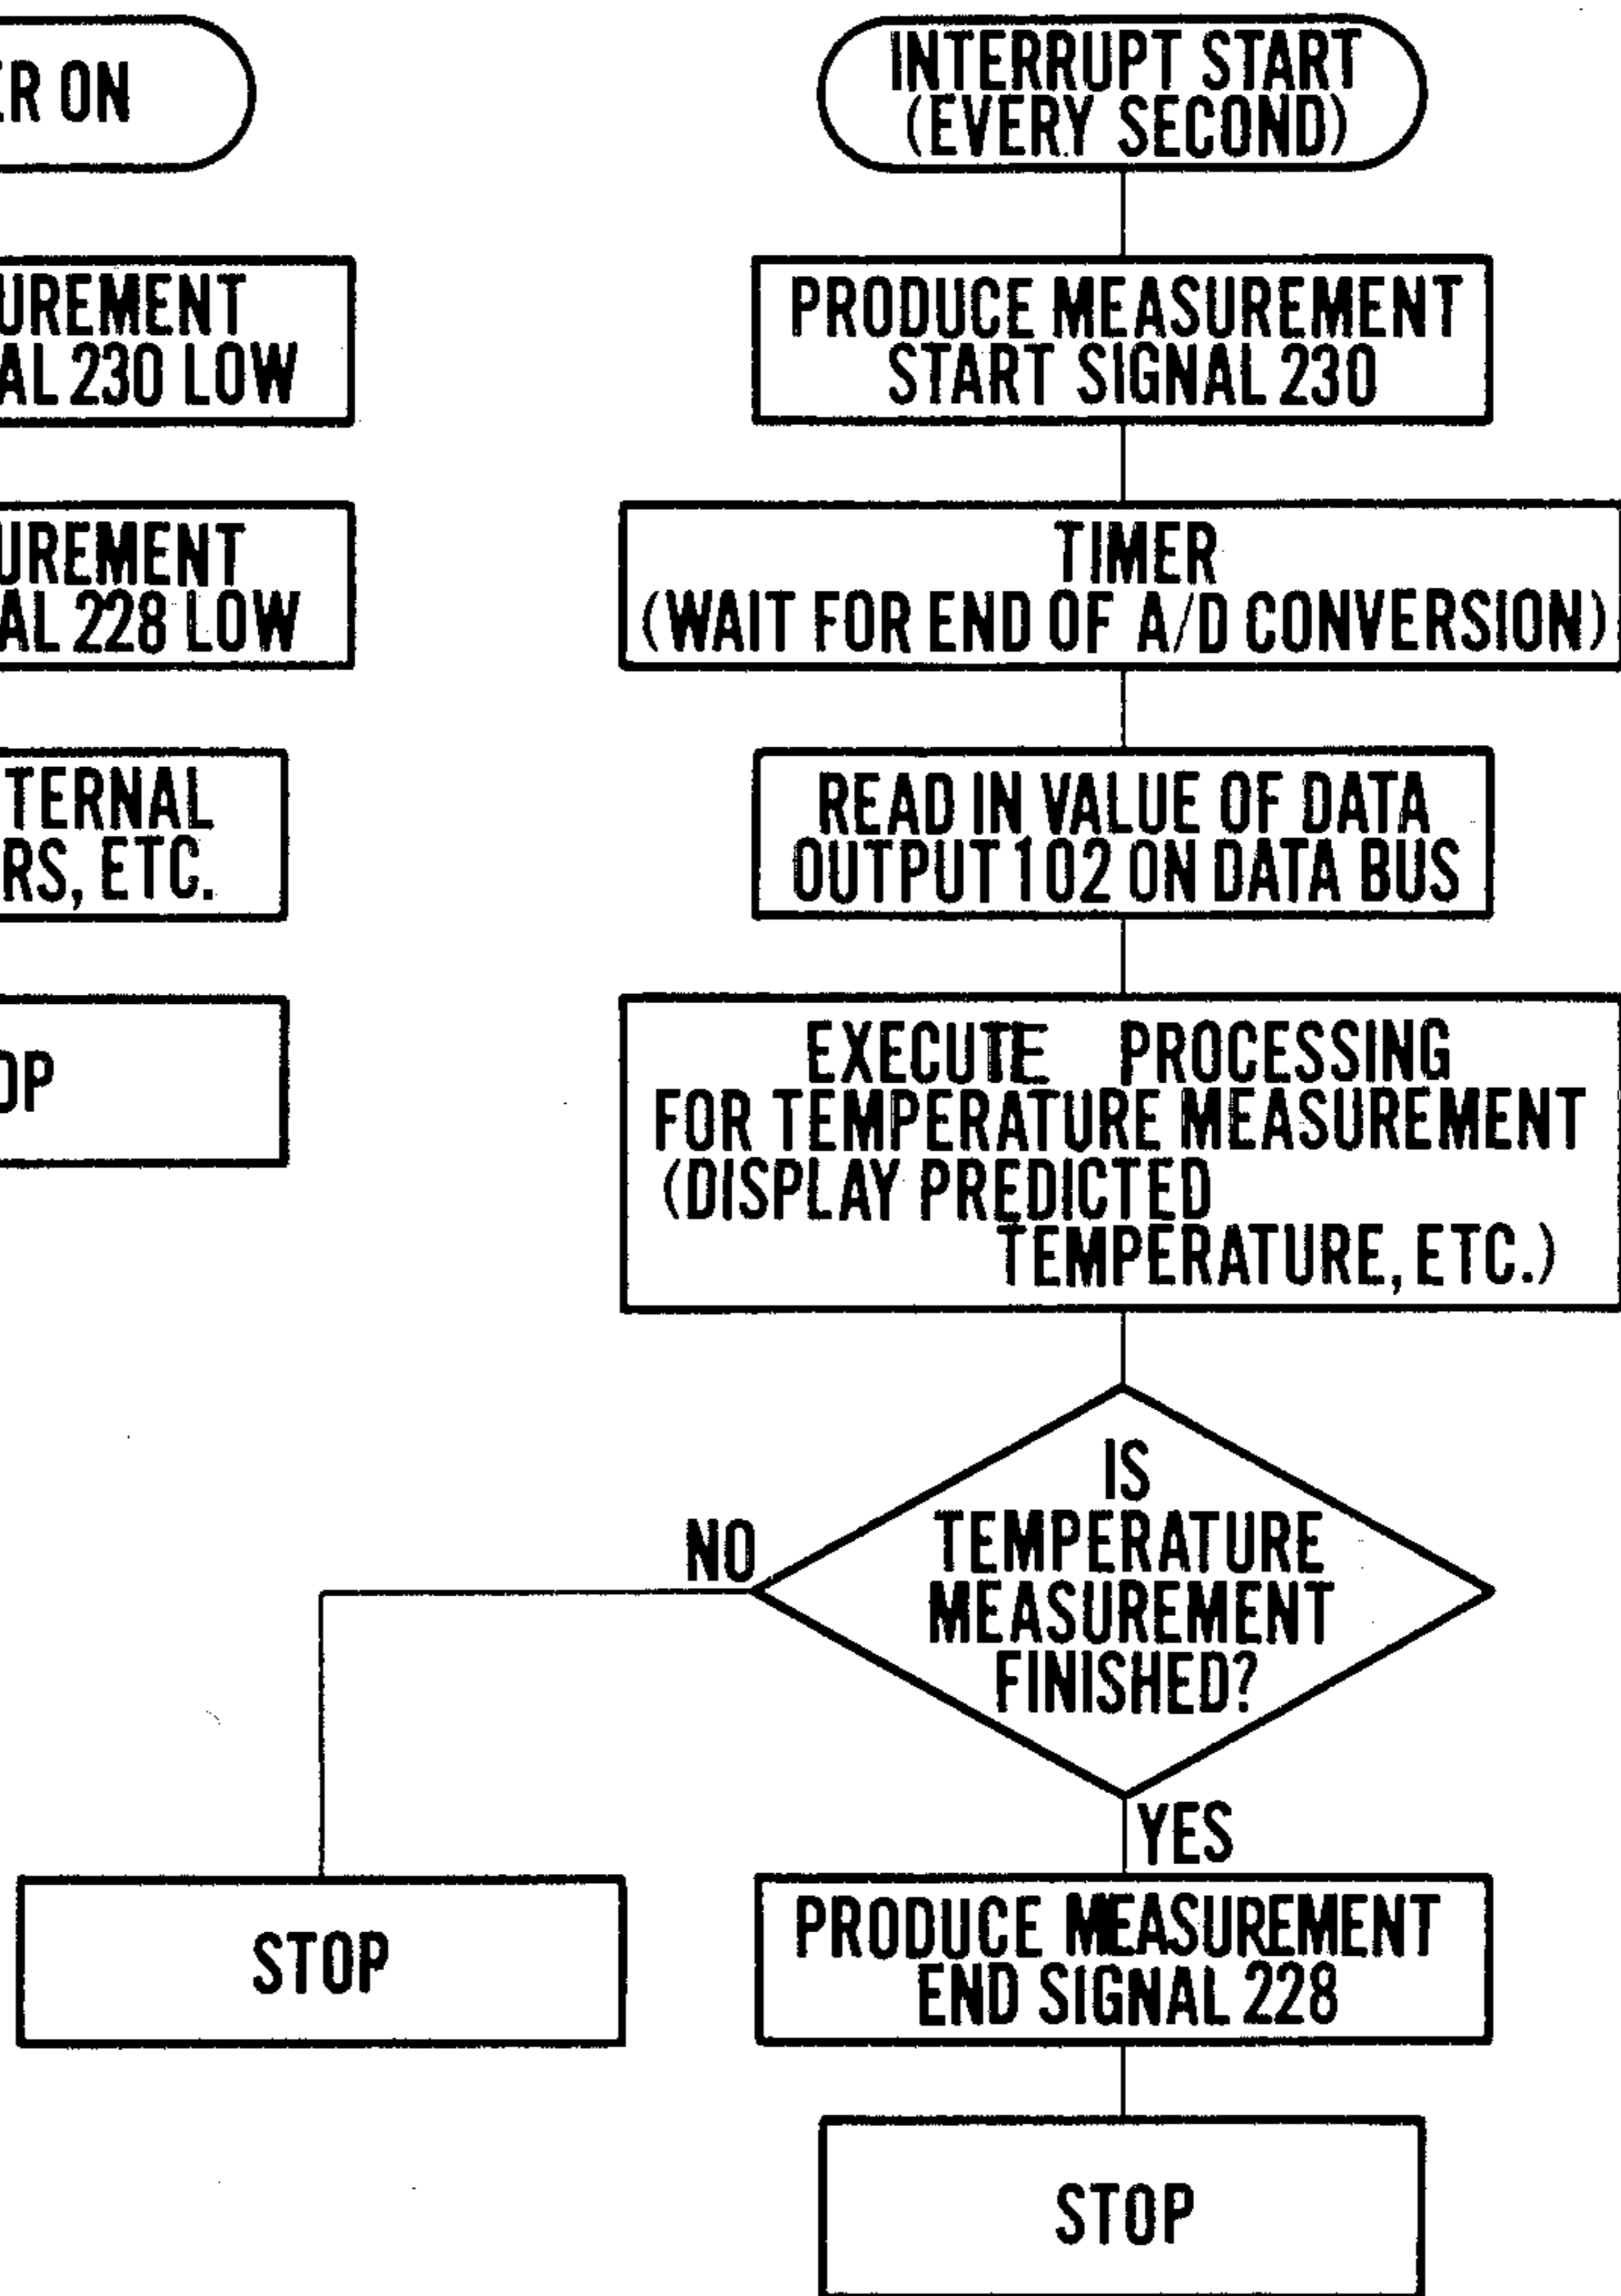 ER ON
UREMENT
AL 230 LOW
UREMENT
AL 228 LOW
TERNAL
RS, ETC.
OP
INTERRUPT START
(EVERY SECOND)
PRODUCE MEASUREMENT
START SIGNAL 230
TIMER
(WAIT FOR END OF A/D CONVERSION)
READ IN VALUE OF DATA
OUTPUT 102 ON DATA BUS
EXECUTE PROCESSING
FOR TEMPERATURE MEASUREMENT
(DISPLAY PREDICTED
TEMPERATURE, ETC.)
IS
TEMPERATURE
MEASUREMENT
FINISHED?
NO
YES
STOP
PRODUCE MEASUREMENT
END SIGNAL 228
STOP